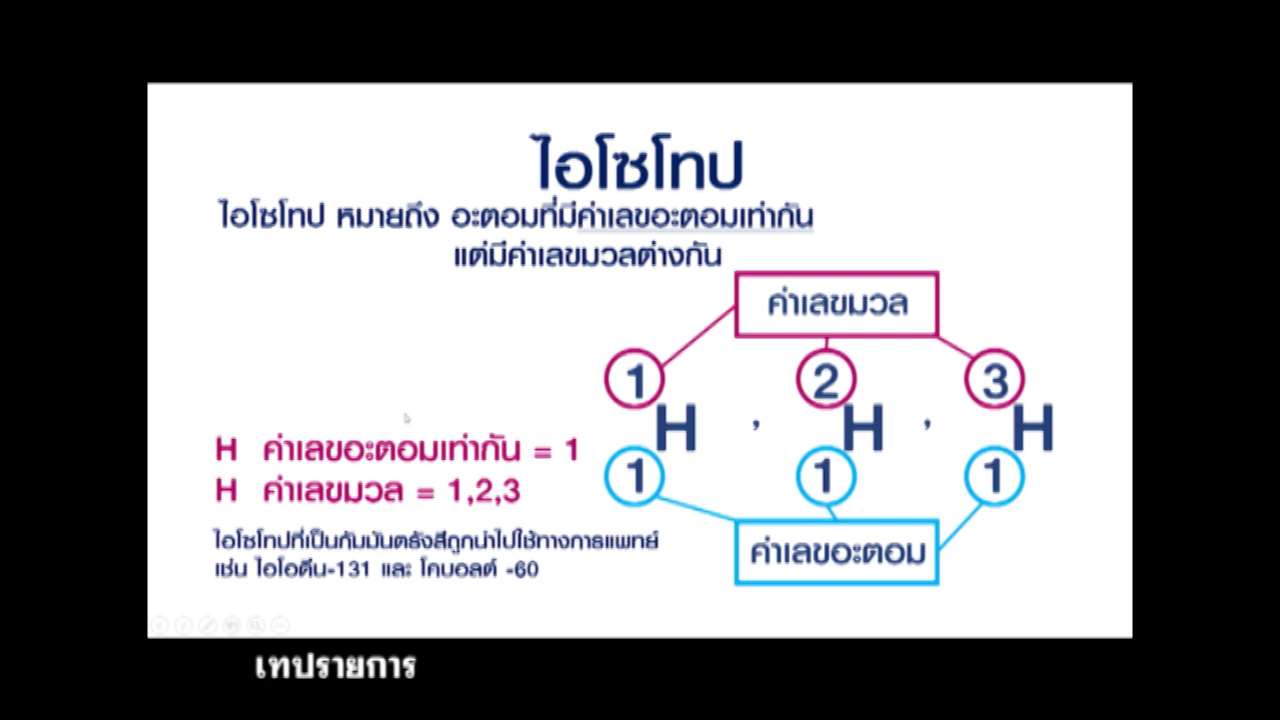 ไอโซโทป
ไอโซโทป หมายถึง อะตอมที่มีค่าเลขอะตอมเท่ากัน
แต่มีค่าเลขมวลต่างกัน
ค่าเลขมวล
1 2 3
H , H , H
1 1 1
ค่าเลขอะตอม
H ค่าเลขอะตอมเท่ากัน = 1
H ค่าเลขมวล = 1,2,3
ไอโซโทปที่เป็นกัมมันตรังสีถูกนำไปใช้ทางการแพทย์
เช่น ไอโอดีน-131 และ โคบอลต์ -60
เทปรายการ